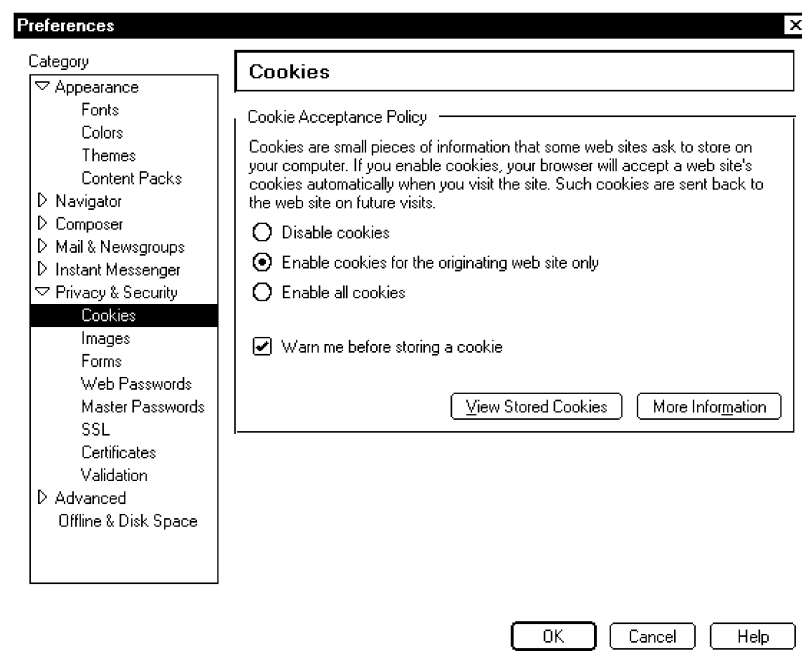 Preferences
Category
Appearance
Fonts
Colors
Themes
Content Packs
Navigator
Composer
Mail & Newsgroups
Instant Messenger
Privacy & Security
Cookies
Images
Forms
Web Passwords
Master Passwords
SSL
Certificates
Validation
Advanced
Offline & Disk Space
Cookies
Cookie Acceptance Policy
Cookies are small pieces of information that some web sites ask to store on
your computer. If you enable cookies, your browser will accept a web site's
cookies automatically when you visit the site. Such cookies are sent back to
the web site on future visits.
Disable cookies
Enable cookies for the originating web site only
Enable all cookies
Warn me before storing a cookie
View Stored Cookies More Information
OK Cancel Help